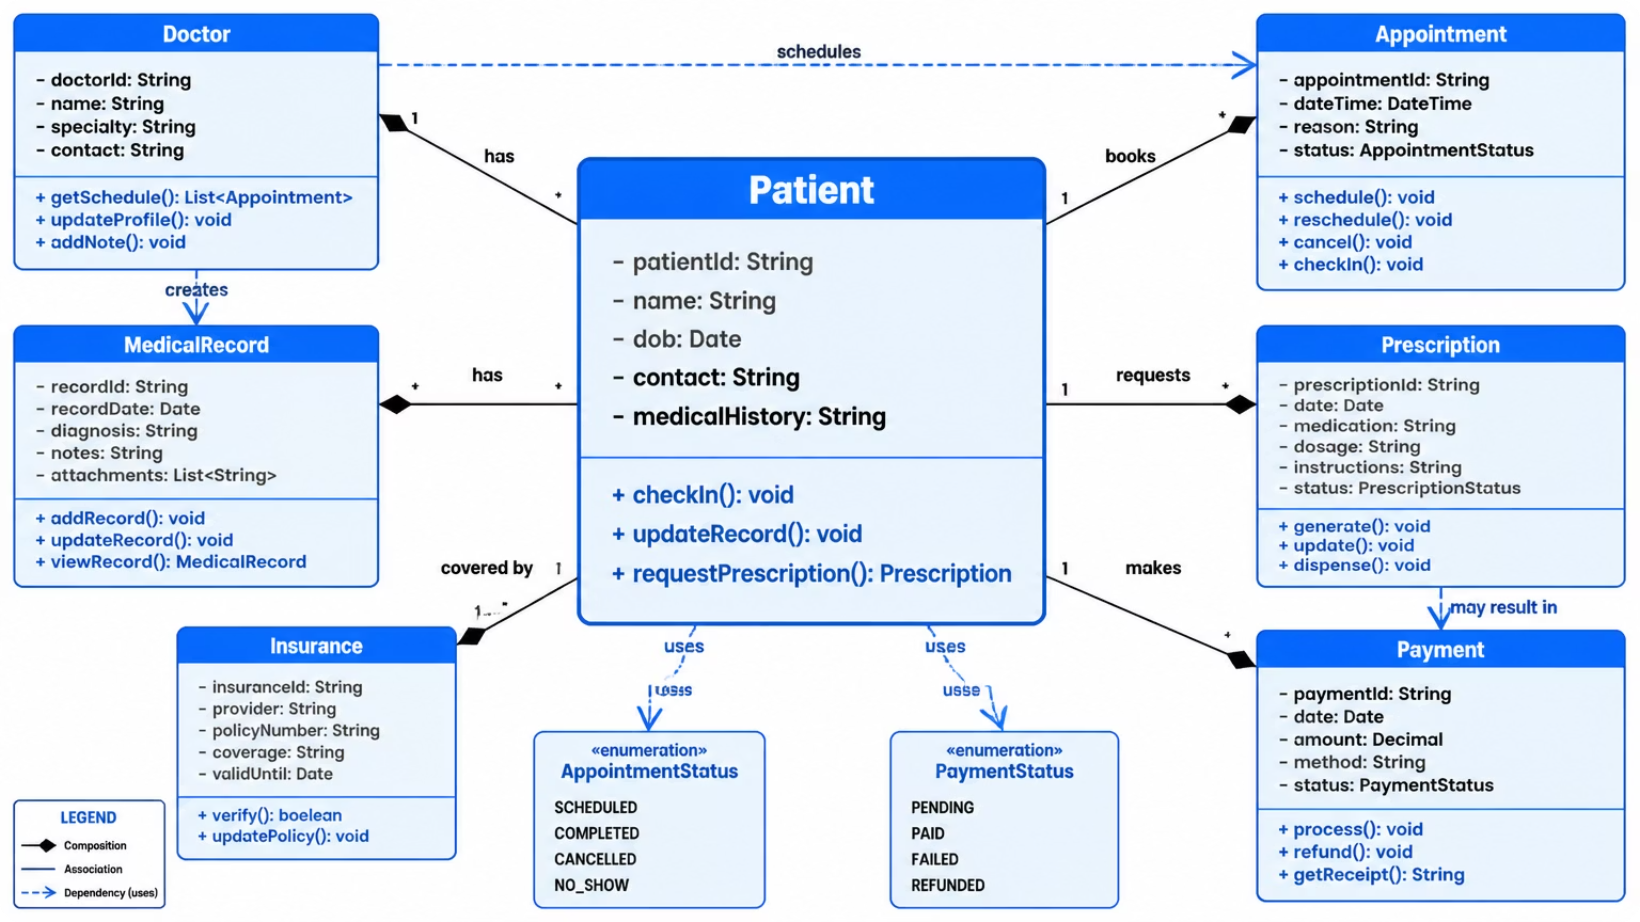 Doctor
- doctorId: String
- name: String
- specialty: String
- contact: String
+ getSchedule(): List<Appointment>
+ updateProfile(): void
+ addNote(): void
schedules
Appointment
- appointmentId: String
- dateTime: DateTime
- reason: String
- status: AppointmentStatus
+ schedule(): void
+ reschedule(): void
+ cancel(): void
+ checkIn(): void
1
has
*
*
books
1
creates
Patient
- patientId: String
- name: String
- dob: Date
- contact: String
- medicalHistory: String
+ checkIn(): void
+ updateRecord(): void
+ requestPrescription(): Prescription
MedicalRecord
- recordId: String
- recordDate: Date
- diagnosis: String
- notes: String
- attachments: List<String>
+ addRecord(): void
+ updateRecord(): void
+ viewRecord(): MedicalRecord
*
has
*
1
requests
*
Prescription
- prescriptionId: String
- date: Date
- medication: String
- dosage: String
- instructions: String
- status: PrescriptionStatus
+ generate(): void
+ update(): void
+ dispense(): void
covered by
1
1...*
1
makes
*
may result in
Insurance
- insuranceId: String
- provider: String
- policyNumber: String
- coverage: String
- validUntil: Date
+ verify(): boelean
+ updatePolicy(): void
uses
uses
usse
«enumeration»
AppointmentStatus
SCHEDULED
COMPLETED
CANCELLED
NO_SHOW
«enumeration»
PaymentStatus
PENDING
PAID
FAILED
REFUNDED
Payment
- paymentId: String
- date: Date
- amount: Decimal
- method: String
- status: PaymentStatus
+ process(): void
+ refund(): void
+ getReceipt(): String
LEGEND
Composition
Association
Dependency (uses)